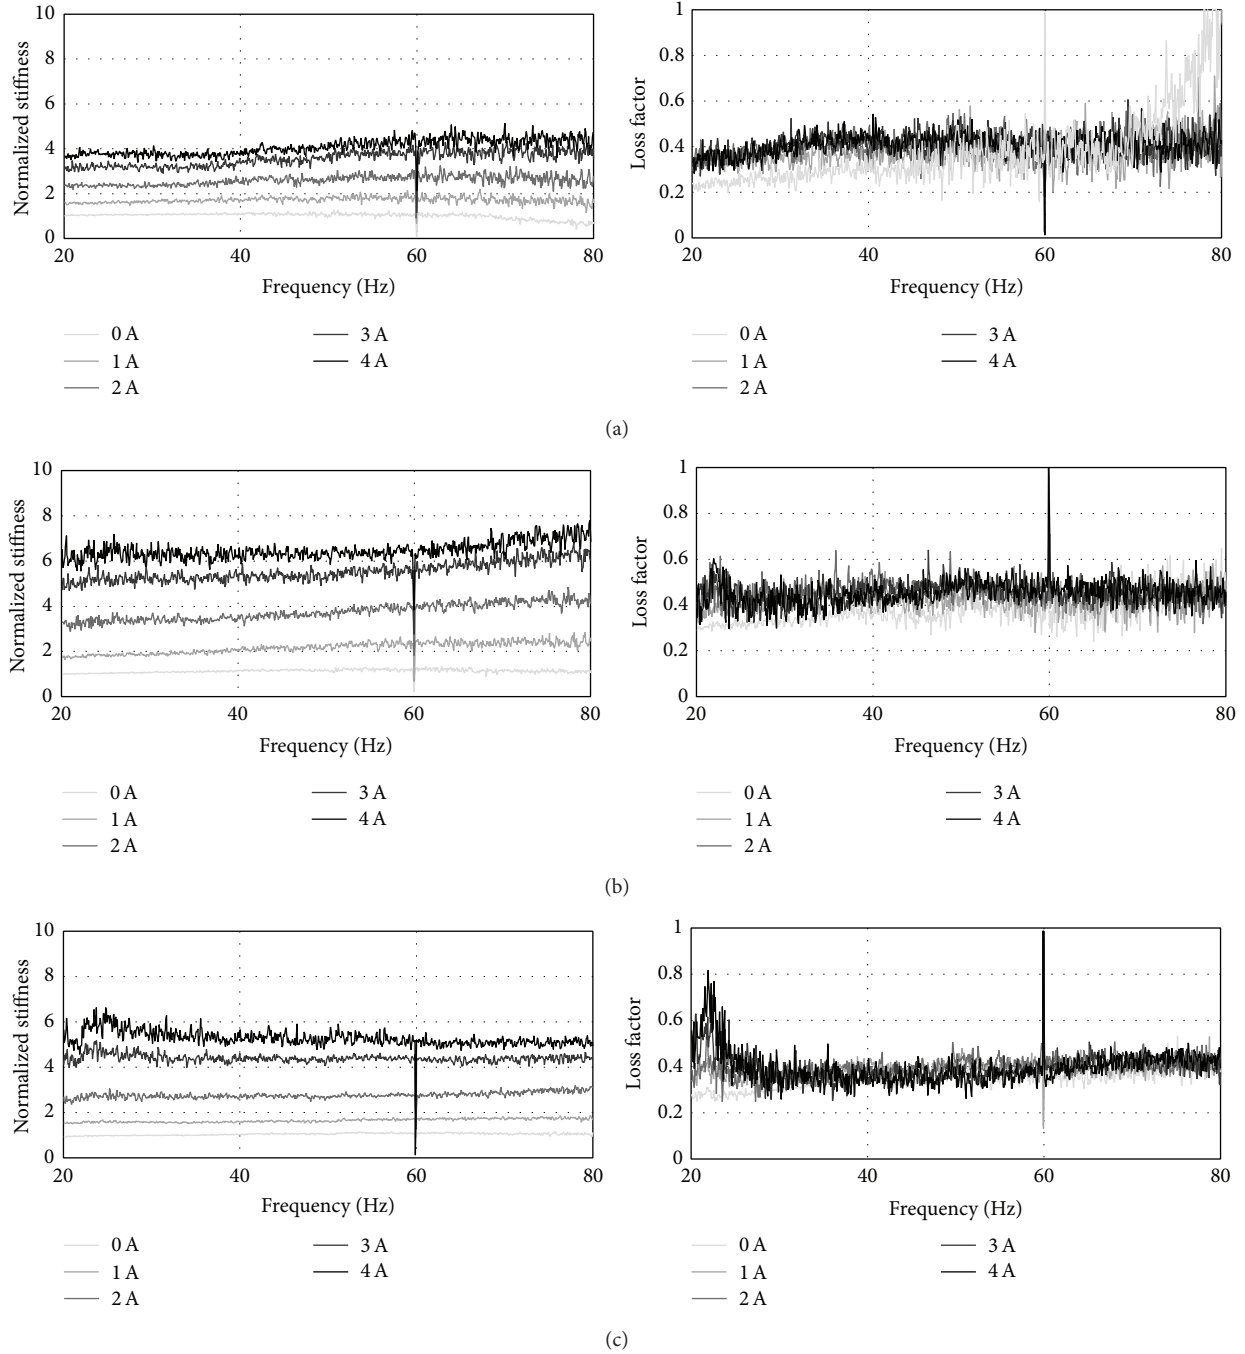 Normalized stiffness
10
8
6
4
2
0
20 40 60 80
Frequency (Hz)
0 A
1 A
2 A
3 A
4 A
Loss factor
1
0.8
0.6
0.4
0.2
0
20 40 60 80
Frequency (Hz)
0 A
1 A
2 A
3 A
4 A
(a)
Normalized stiffness
10
8
6
4
2
0
20 40 60 80
Frequency (Hz)
0 A
1 A
2 A
3 A
4 A
Loss factor
1
0.8
0.6
0.4
0.2
0
20 40 60 80
Frequency (Hz)
0 A
1 A
2 A
3 A
4 A
(b)
Normalized stiffness
10
8
6
4
2
0
20 40 60 80
Frequency (Hz)
0 A
1 A
2 A
3 A
4 A
Loss factor
1
0.8
0.6
0.4
0.2
0
20 40 60 80
Frequency (Hz)
0 A
1 A
2 A
3 A
4 A
(c)